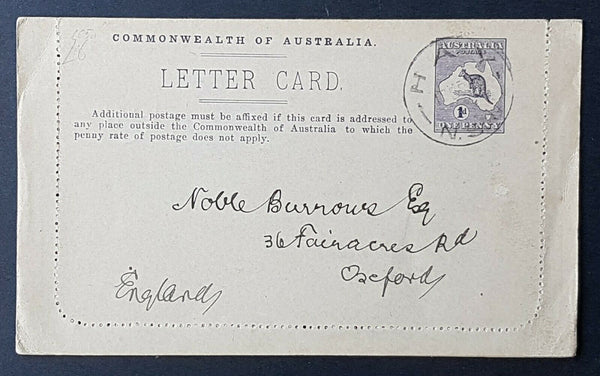 COMMONWEALTH OF AUSTRALIA.
LETTER CARD.
Additional postage must be affixed if this card is addressed to
any place outside the Commonwealth of Australia to which the
penny rate of postage does not apply.
AUSTRALIA
POSTAGE
1D
ONE PENNY
Noble Burrows Esq
36 Fairacres Rd
Oxford
England